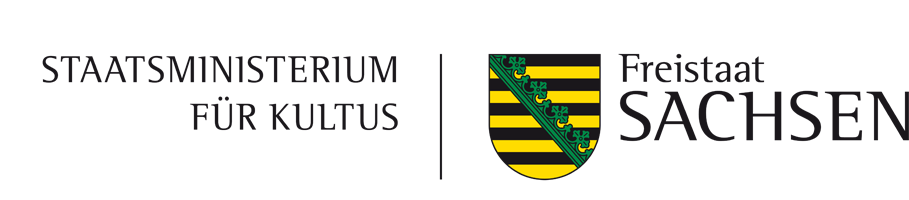 STAATSMINISTERIUM
FÜR KULTUS
Freistaat
SACHSEN